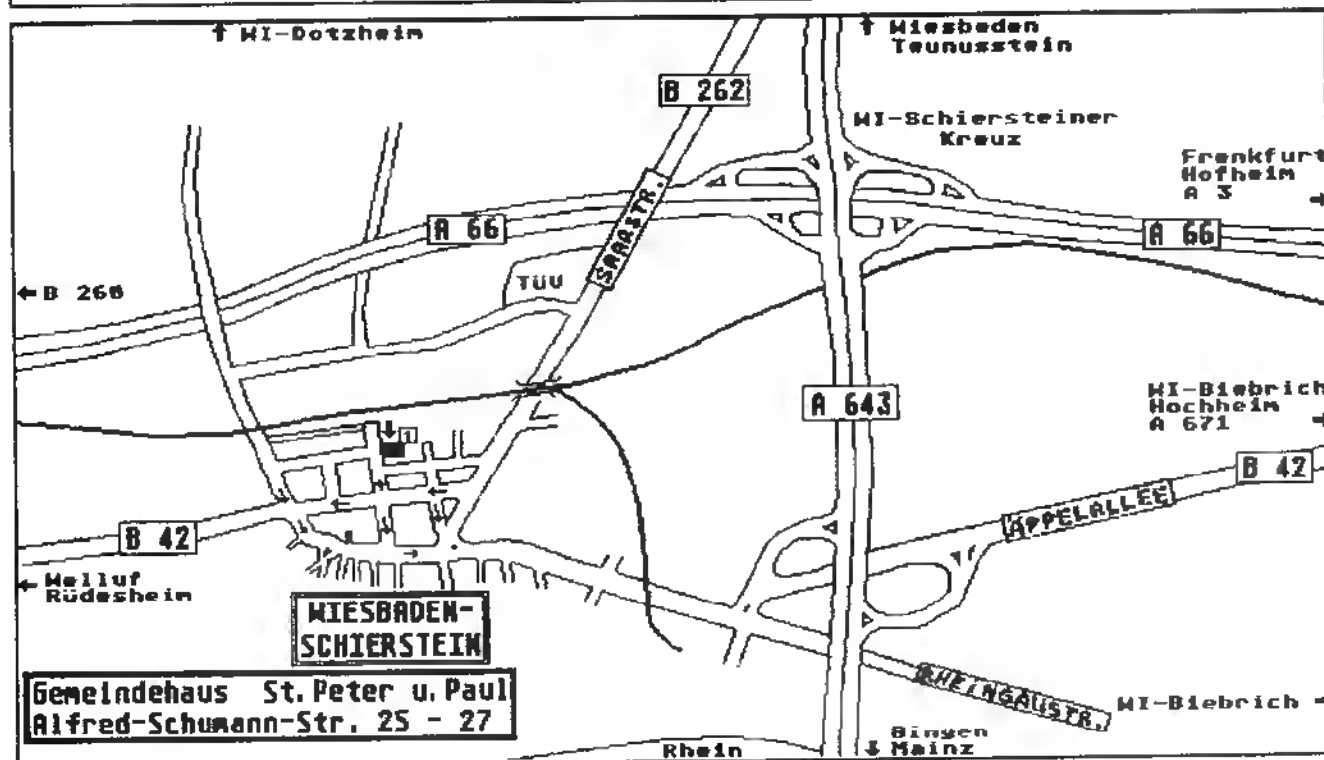 ↑ WI-Dotzheim
↑ Wiesbaden
Taunusstein
B 262
WI-Schiersteiner
Kreuz
Frankfurt
Hofheim
A 3
→
A 66
SAARSTR.
A 66
← B 260
TÜV
A 643
WI-Biebrich
Hochheim
A 671
→
1
B 42
APPELALLEE
B 42
← Walluf
Rüdesheim
WIESBADEN-
SCHIERSTEIN
RHEINGAUSTR.
Gemeindehaus St. Peter u. Paul
Alfred-Schumann-Str. 25 - 27
WI-Biebrich →
Rhein
↓ Bingen
Mainz